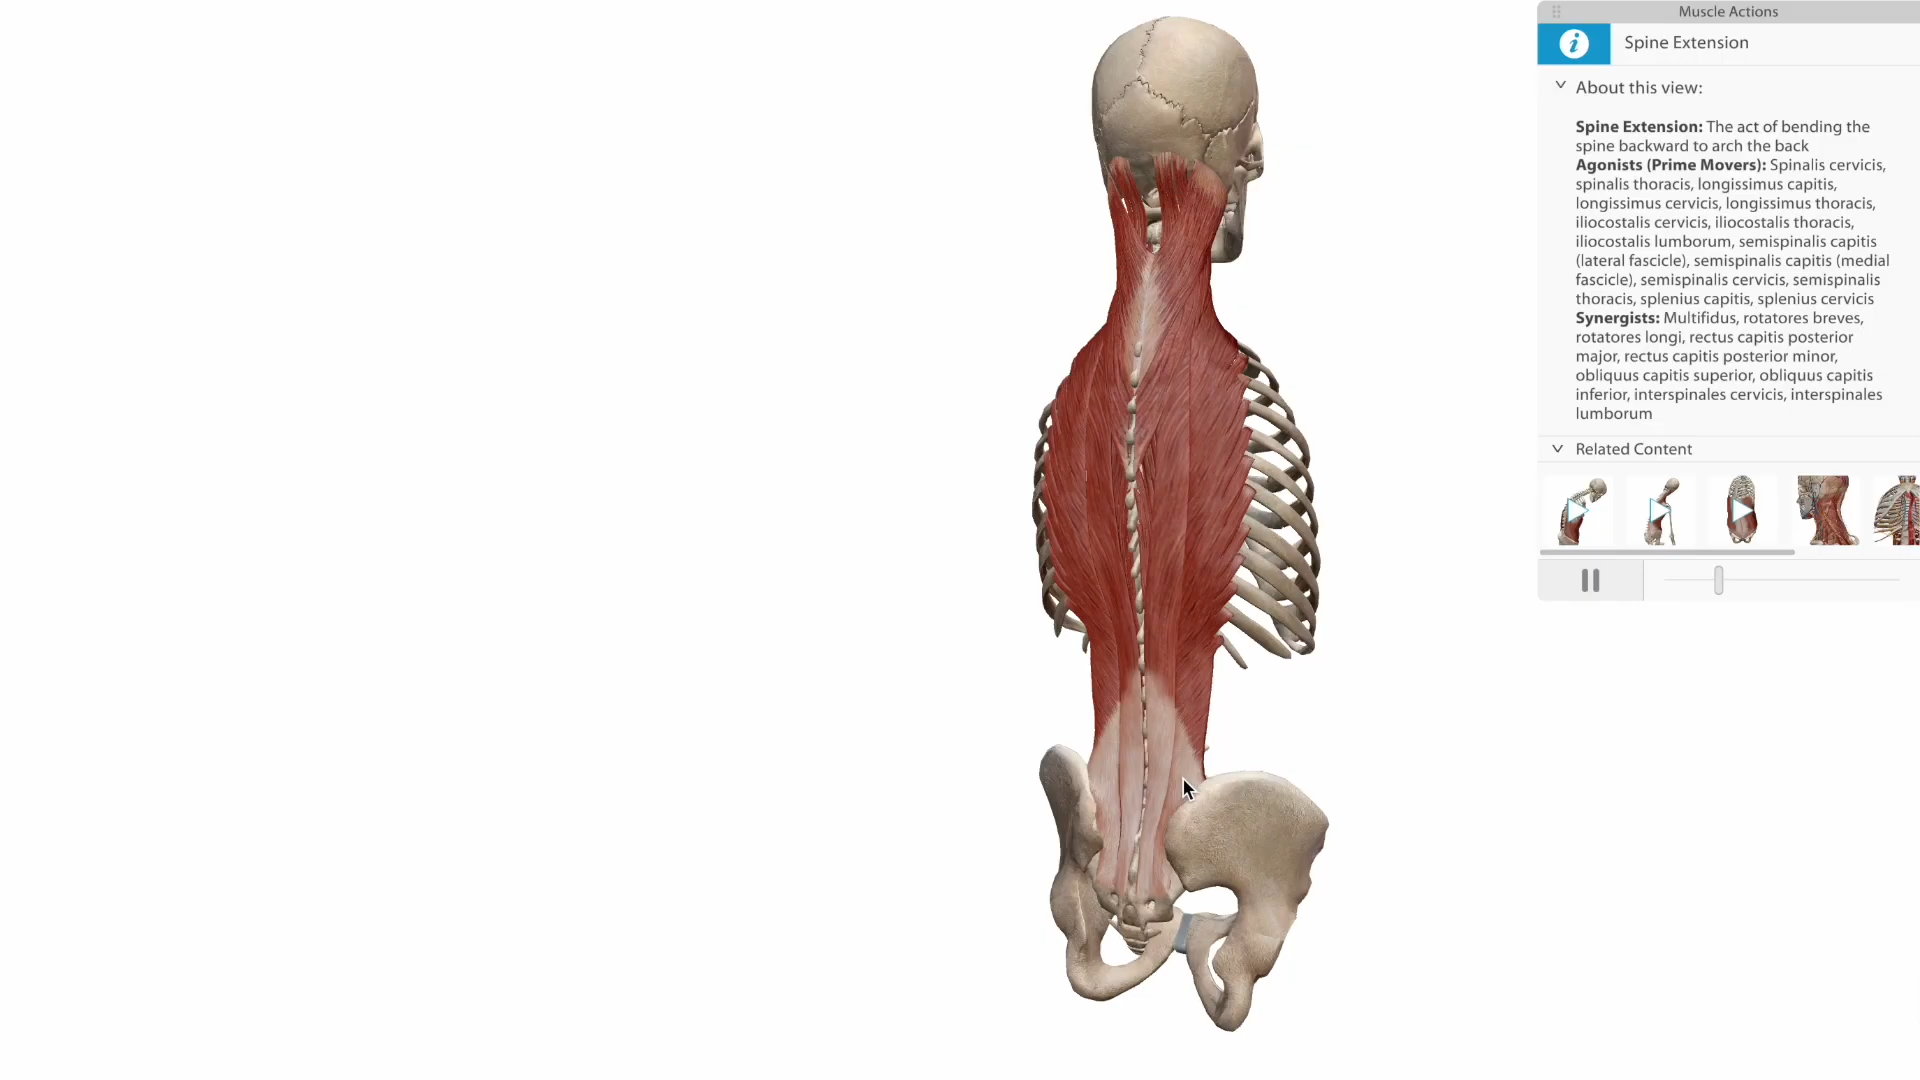 Muscle Actions
Spine Extension
About this view:
Spine Extension: The act of bending the
spine backward to arch the back
Agonists (Prime Movers): Spinalis cervicis,
spinalis thoracis, longissimus capitis,
longissimus cervicis, longissimus thoracis,
iliocostalis cervicis, iliocostalis thoracis,
iliocostalis lumborum, semispinalis capitis
(lateral fascicle), semispinalis capitis (medial
fascicle), semispinalis cervicis, semispinalis
thoracis, splenius capitis, splenius cervicis
Synergists: Multifidus, rotatores breves,
rotatores longi, rectus capitis posterior
major, rectus capitis posterior minor,
obliquus capitis superior, obliquus capitis
inferior, interspinales cervicis, interspinales
lumborum
Related Content